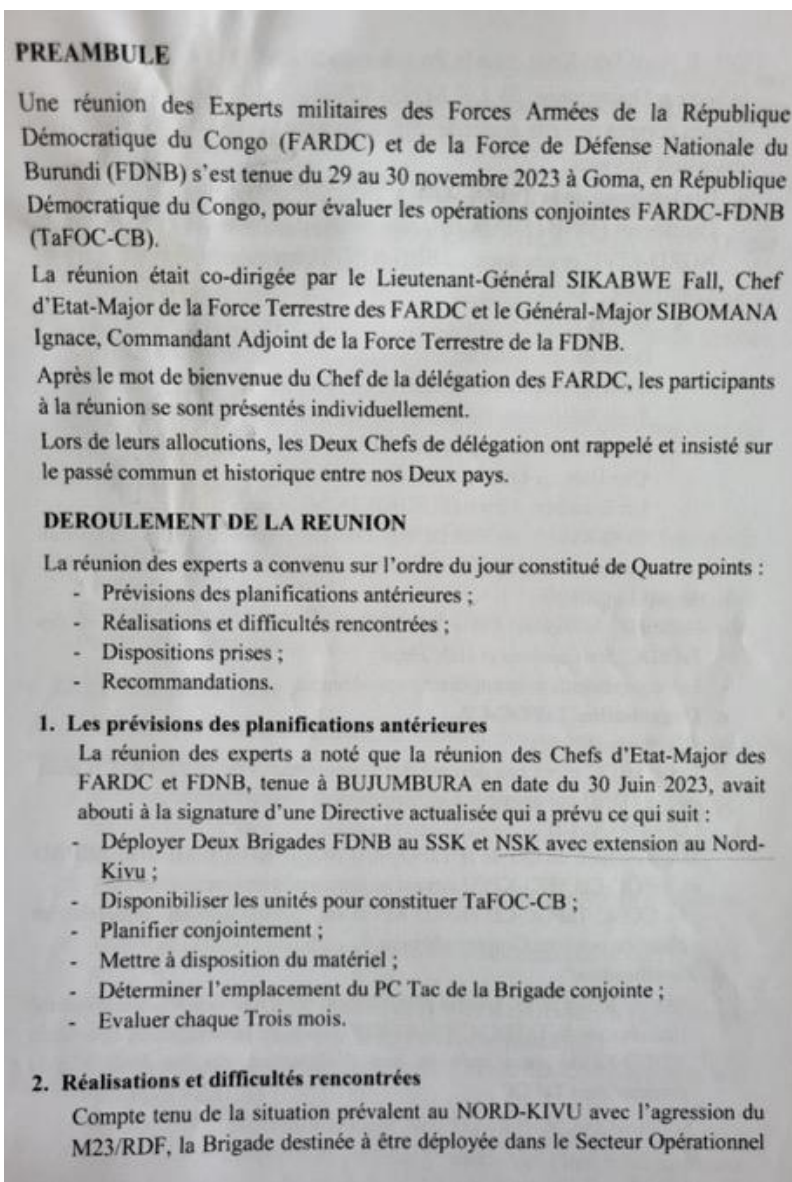 PREAMBULE
Une réunion des Experts militaires des Forces Armées de la République
Démocratique du Congo (FARDC) et de la Force de Défense Nationale du
Burundi (FDNB) s'est tenue du 29 au 30 novembre 2023 à Goma, en République
Démocratique du Congo, pour évaluer les opérations conjointes FARDC-FDNB
(TaFOC-CB).
La réunion était co-dirigée par le Lieutenant-Général SIKABWE Fall, Chef
d'Etat-Major de la Force Terrestre des FARDC et le Général-Major SIBOMANA
Ignace, Commandant Adjoint de la Force Terrestre de la FDNB.
Après le mot de bienvenue du Chef de la délégation des FARDC, les participants
à la réunion se sont présentés individuellement.
Lors de leurs allocutions, les Deux Chefs de délégation ont rappelé et insisté sur
le passé commun et historique entre nos Deux pays.
DEROULEMENT DE LA REUNION
La réunion des experts a convenu sur l'ordre du jour constitué de Quatre points :
- Prévisions des planifications antérieures ;
- Réalisations et difficultés rencontrées ;
- Dispositions prises ;
- Recommandations.
1. Les prévisions des planifications antérieures
La réunion des experts a noté que la réunion des Chefs d'Etat-Major des
FARDC et FDNB, tenue à BUJUMBURA en date du 30 Juin 2023, avait
abouti à la signature d'une Directive actualisée qui a prévu ce qui suit :
- Déployer Deux Brigades FDNB au SSK et NSK avec extension au Nord-
Kivu ;
- Disponibiliser les unités pour constituer TaFOC-CB ;
- Planifier conjointement ;
- Mettre à disposition du matériel ;
- Déterminer l'emplacement du PC Tac de la Brigade conjointe ;
- Evaluer chaque Trois mois.
2. Réalisations et difficultés rencontrées
Compte tenu de la situation prévalent au NORD-KIVU avec l'agression du
M23/RDF, la Brigade destinée à être déployée dans le Secteur Opérationnel